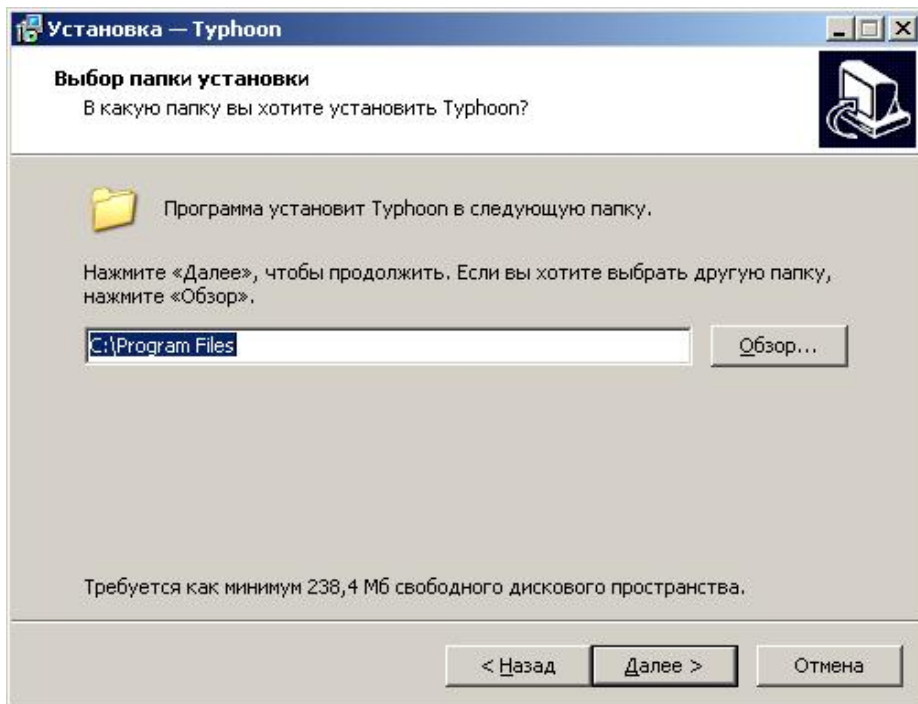 Установка — Typhoon
Выбор папки установки
В какую папку вы хотите установить Typhoon?
Программа установит Typhoon в следующую папку.
Нажмите «Далее», чтобы продолжить. Если вы хотите выбрать другую папку,
нажмите «Обзор».
C:\Program Files
Обзор...
Требуется как минимум 238,4 Мб свободного дискового пространства.
< Назад
Далее >
Отмена